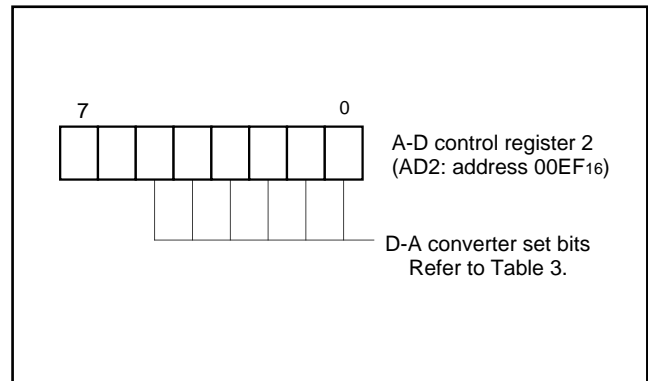 7
0
A-D control register 2
(AD2: address 00EF16)
D-A converter set bits
Refer to Table 3.